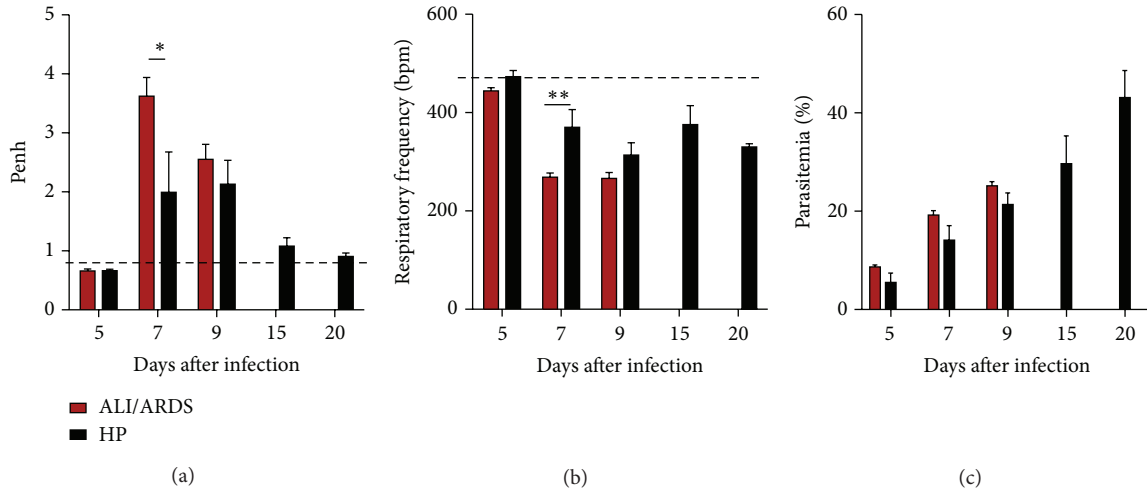 5
4
3
2
1
0
Penh
*
5 7 9 15 20
Days after infection
ALI/ARDS
HP
(a)
600
400
200
0
Respiratory frequency (bpm)
**
5 7 9 15 20
Days after infection
(b)
60
40
20
0
Parasitemia (%)
5 7 9 15 20
Days after infection
(c)